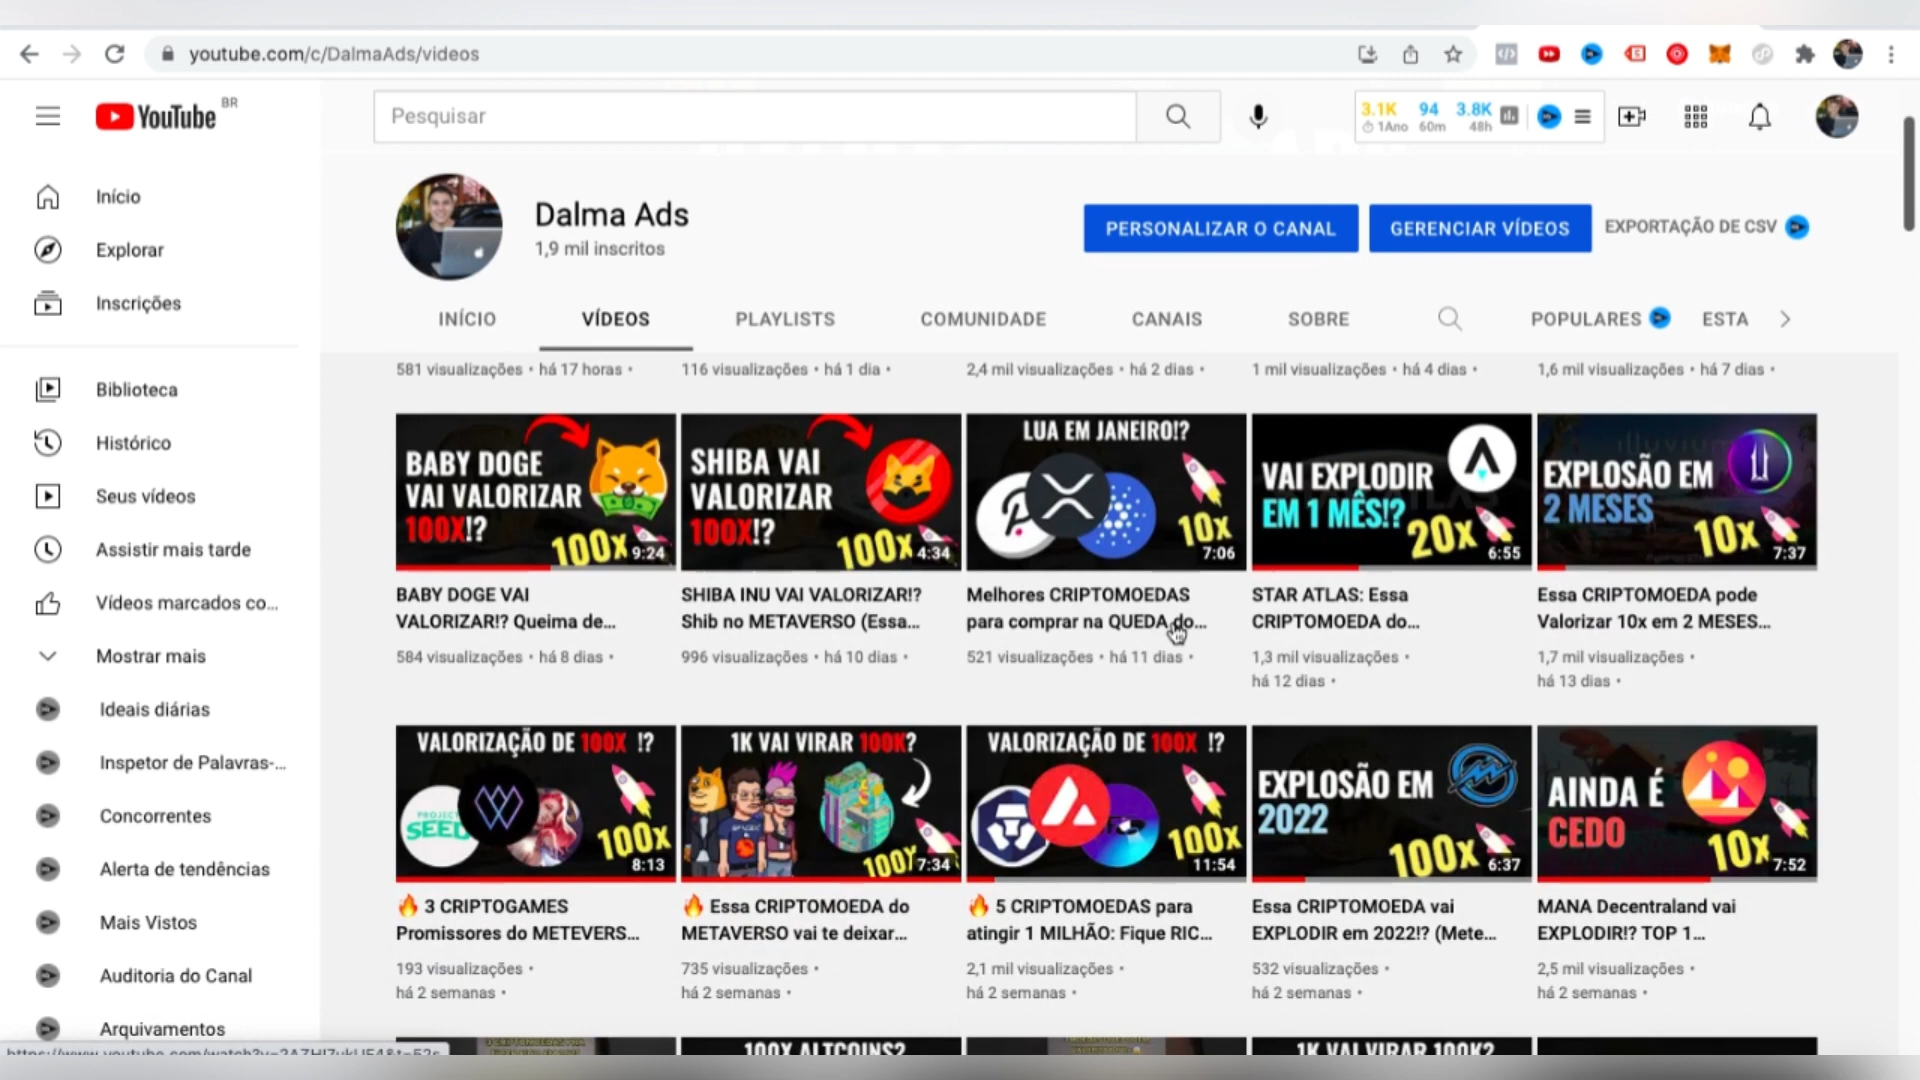 youtube.com/c/DalmaAds/videos
YouTube BR
Pesquisar
3.1K 94 3.8K
1Ano 60m 48h
Início
Explorar
Inscrições
Biblioteca
Histórico
Seus vídeos
Assistir mais tarde
Vídeos marcados co...
Mostrar mais
Ideais diárias
Inspetor de Palavras-...
Concorrentes
Alerta de tendências
Mais Vistos
Auditoria do Canal
Arquivamentos
Dalma Ads
1,9 mil inscritos
PERSONALIZAR O CANAL
GERENCIAR VÍDEOS
EXPORTAÇÃO DE CSV
INÍCIO VÍDEOS PLAYLISTS COMUNIDADE CANAIS SOBRE POPULARES ESTA
581 visualizações • há 17 horas •
116 visualizações • há 1 dia •
2,4 mil visualizações • há 2 dias •
1 mil visualizações • há 4 dias •
1,6 mil visualizações • há 7 dias •
BABY DOGE
VAI VALORIZAR
100X!?
100x
9:24
BABY DOGE VAI
VALORIZAR!? Queima de...
584 visualizações • há 8 dias •
SHIBA VAI
VALORIZAR
100X!?
100x
4:34
SHIBA INU VAI VALORIZAR!?
Shib no METAVERSO (Essa...
996 visualizações • há 10 dias •
LUA EM JANEIRO!?
10x
7:06
Melhores CRIPTOMOEDAS
para comprar na QUEDA do...
521 visualizações • há 11 dias •
VAI EXPLODIR
EM 1 MÊS!?
20x
6:55
STAR ATLAS: Essa
CRIPTOMOEDA do...
1,3 mil visualizações •
há 12 dias •
EXPLOSÃO EM
2 MESES
10x
7:37
Essa CRIPTOMOEDA pode
Valorizar 10x em 2 MESES...
1,7 mil visualizações •
há 13 dias •
VALORIZAÇÃO DE 100X !?
PROJECT
SEED
100x
8:13
🔥 3 CRIPTOGAMES
Promissores do METEVERS...
193 visualizações •
há 2 semanas •
1K VAI VIRAR 100K?
7:34
🔥 Essa CRIPTOMOEDA do
METAVERSO vai te deixar...
735 visualizações •
há 2 semanas •
VALORIZAÇÃO DE 100X !?
100x
11:54
🔥 5 CRIPTOMOEDAS para
atingir 1 MILHÃO: Fique RIC...
2,1 mil visualizações •
há 2 semanas •
EXPLOSÃO EM
2022
100x
6:37
Essa CRIPTOMOEDA vai
EXPLODIR em 2022!? (Mete...
532 visualizações •
há 2 semanas •
AINDA É
CEDO
10x
7:52
MANA Decentraland vai
EXPLODIR!? TOP 1...
2,5 mil visualizações •
há 2 semanas •
100X ALTCOINS?
1K VAI VIRAR 100K?